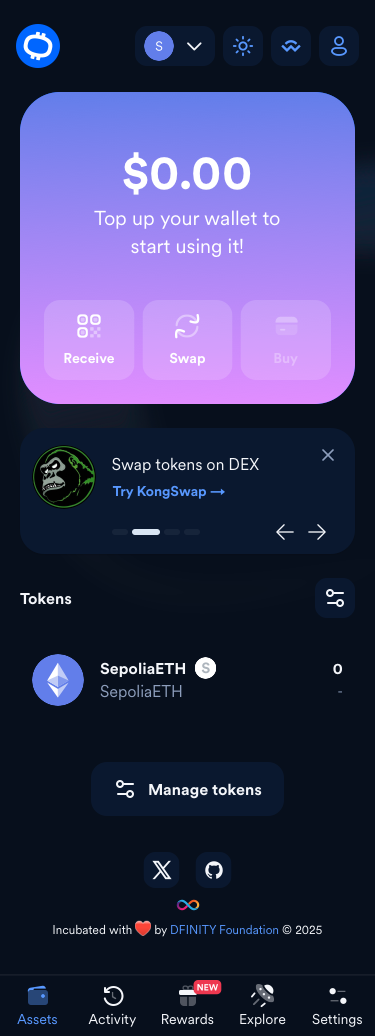 S
$0.00
Top up your wallet to
start using it!
Receive Swap Buy
Swap tokens on DEX
Try KongSwap →
Tokens
SepoliaETH S 0
SepoliaETH -
Manage tokens
Incubated with ❤️ by DFINITY Foundation © 2025
NEW
Assets Activity Rewards Explore Settings